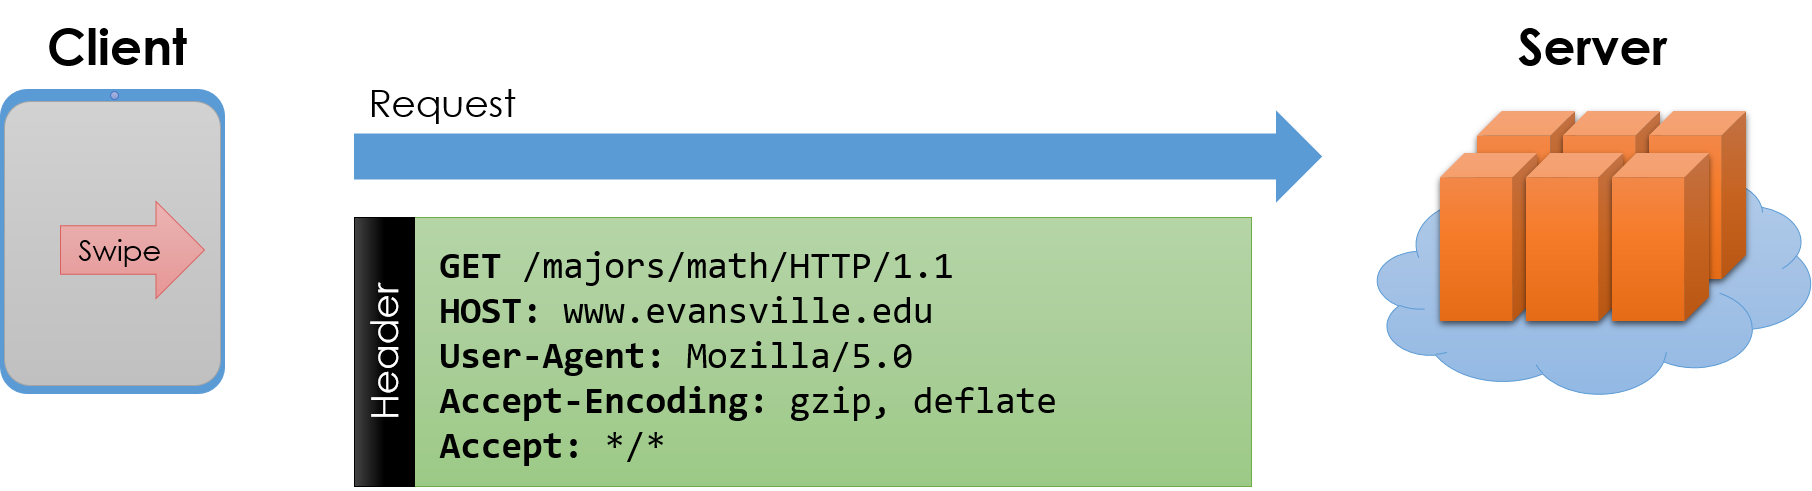 Client
Server
Request
Swipe
Header
GET /majors/math/HTTP/1.1
HOST: www.evansville.edu
User-Agent: Mozilla/5.0
Accept-Encoding: gzip, deflate
Accept: */*